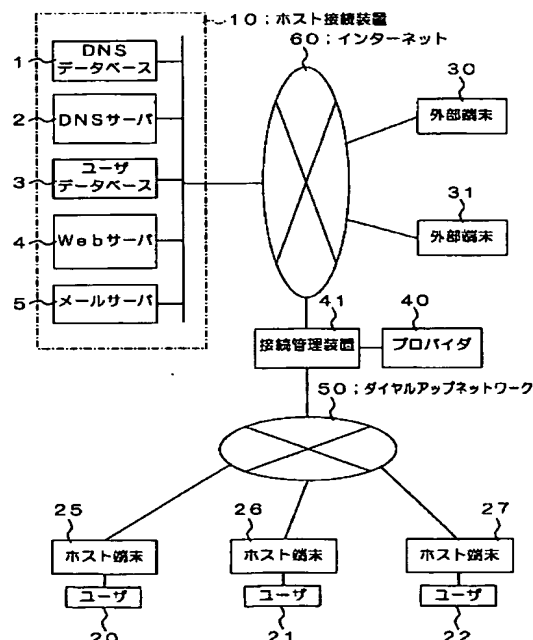 10;ホスト接続装置
60;インターネット
1
DNS
データベース
2
DNSサーバ
3
ユーザ
データベース
4
Webサーバ
5
メールサーバ
30
外部端末
31
外部端末
41
接続管理装置
40
プロバイダ
50;ダイヤルアップネットワーク
25
ホスト端末
26
ホスト端末
27
ホスト端末
ユーザ
ユーザ
ユーザ
20
21
22